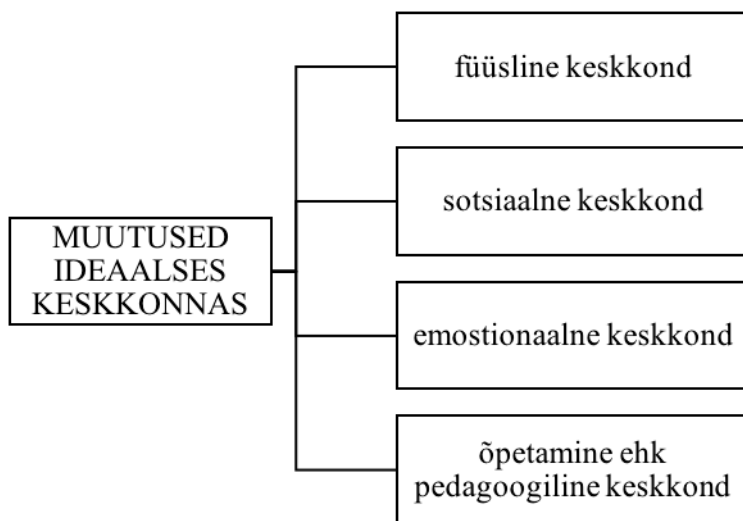 MUUTUSED
IDEAALSES
KESKKONNAS
füüsline keskkond
sotsiaalne keskkond
emostionaalne keskkond
õpetamine ehk
pedagoogiline keskkond